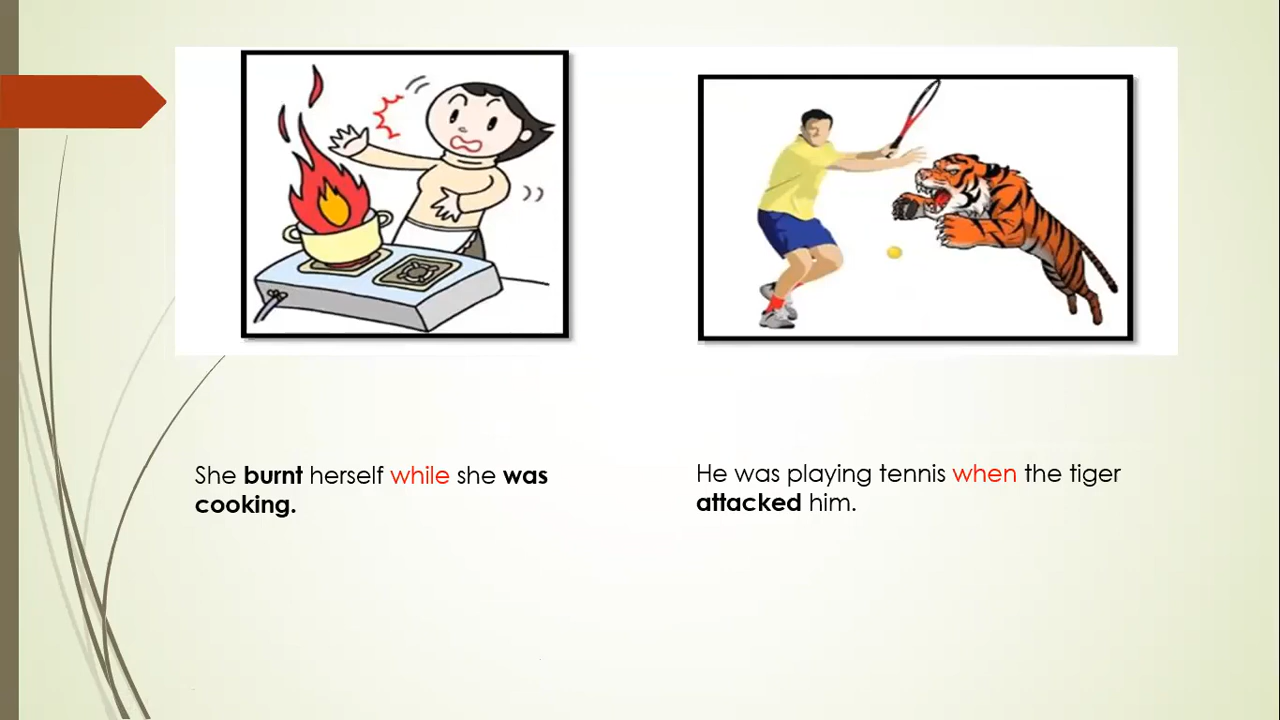 She burnt herself while she was
cooking.
He was playing tennis when the tiger
attacked him.